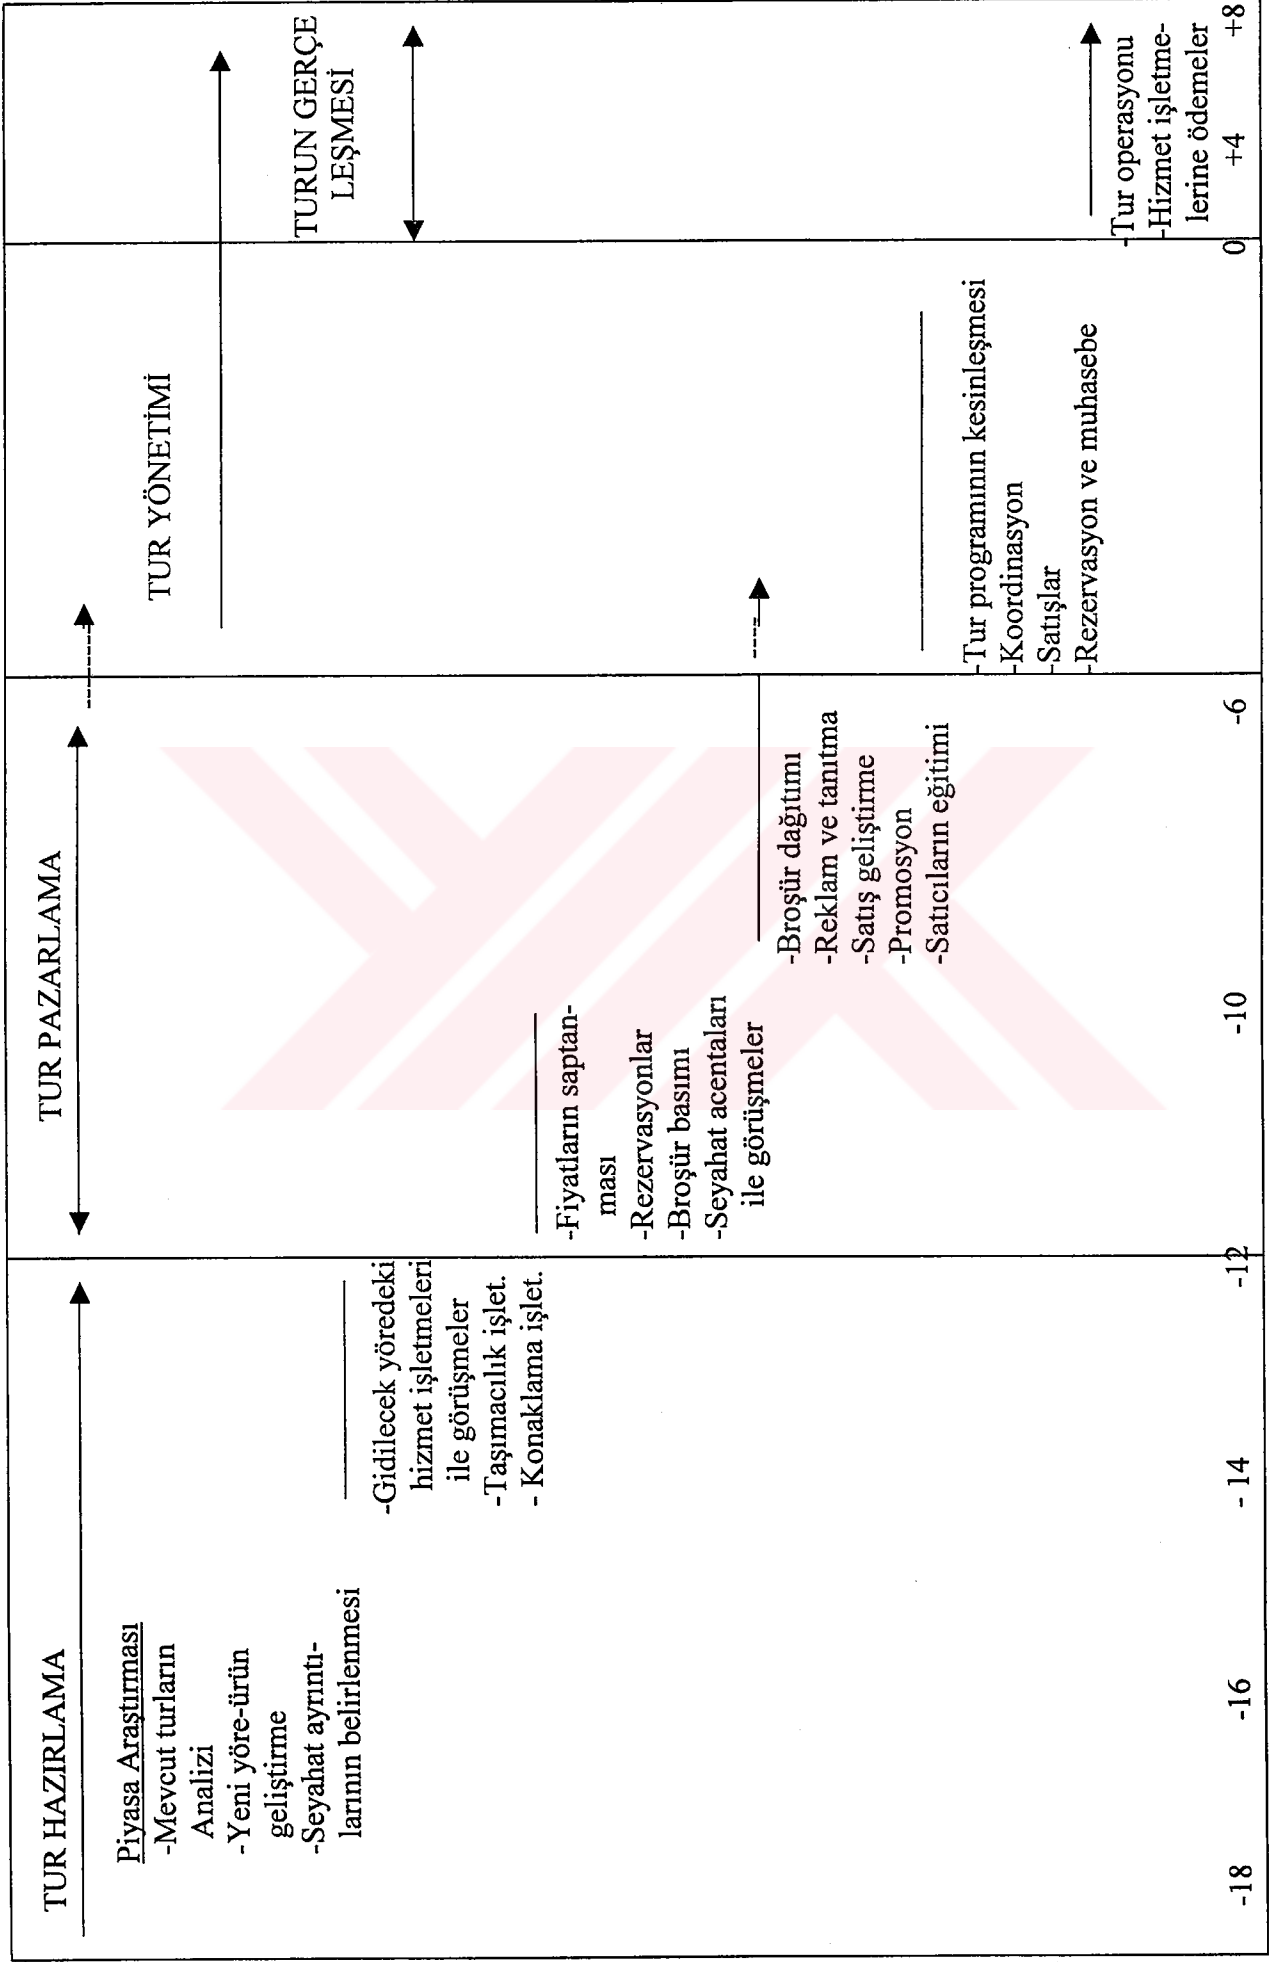 TUR HAZIRLAMA
Piyasa Araştırması
-Mevcut turların
Analizi
-Yeni yöre-ürün
geliştirme
-Seyahat ayrıntı-
larının belirlenmesi
-Gidilecek yöredeki
hizmet işletmeleri
ile görüşmeler
-Taşımacılık işlet.
- Konaklama işlet.
TUR PAZARLAMA
-Fiyatların saptan-
ması
-Rezervasyonlar
-Broşür basımı
-Seyahat acentaları
ile görüşmeler
-Broşür dağıtımı
-Reklam ve tanıtma
-Satış geliştirme
-Promosyon
-Satıcıların eğitimi
TUR YÖNETİMİ
-Tur programının kesinleşmesi
-Koordinasyon
-Satışlar
-Rezervasyon ve muhasebe
TURUN GERÇE
LEŞMESİ
-Tur operasyonu
-Hizmet işletme-
lerine ödemeler
-18 -16 - 14 -12 -10 -6 0 +4 +8